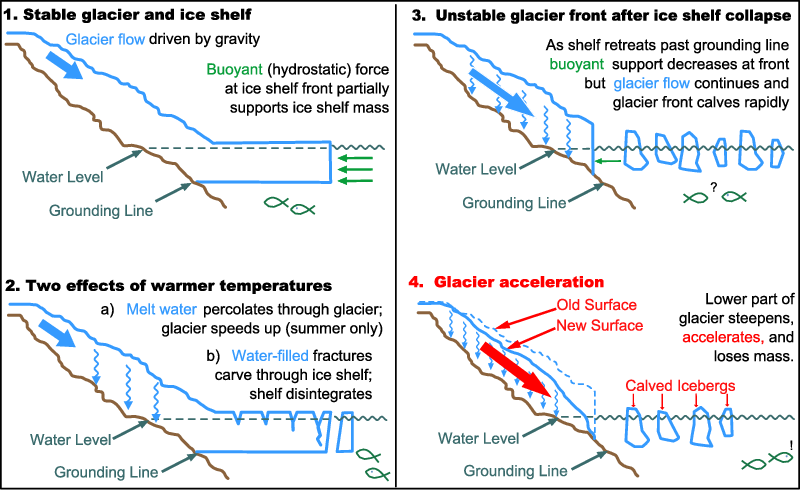 1. Stable glacier and ice shelf
Glacier flow driven by gravity
Buoyant (hydrostatic) force
at ice shelf front partially
supports ice shelf mass
Water Level
Grounding Line
2. Two effects of warmer temperatures
a) Melt water percolates through glacier;
glacier speeds up (summer only)
b) Water-filled fractures
carve through ice shelf;
shelf disintegrates
Water Level
Grounding Line
3. Unstable glacier front after ice shelf collapse
As shelf retreats past grounding line
buoyant support decreases at front
but glacier flow continues and
glacier front calves rapidly
?
Water Level
Grounding Line
4. Glacier acceleration
Old Surface
New Surface
Lower part of
glacier steepens,
accelerates, and
loses mass.
Calved Icebergs
!
Water Level
Grounding Line